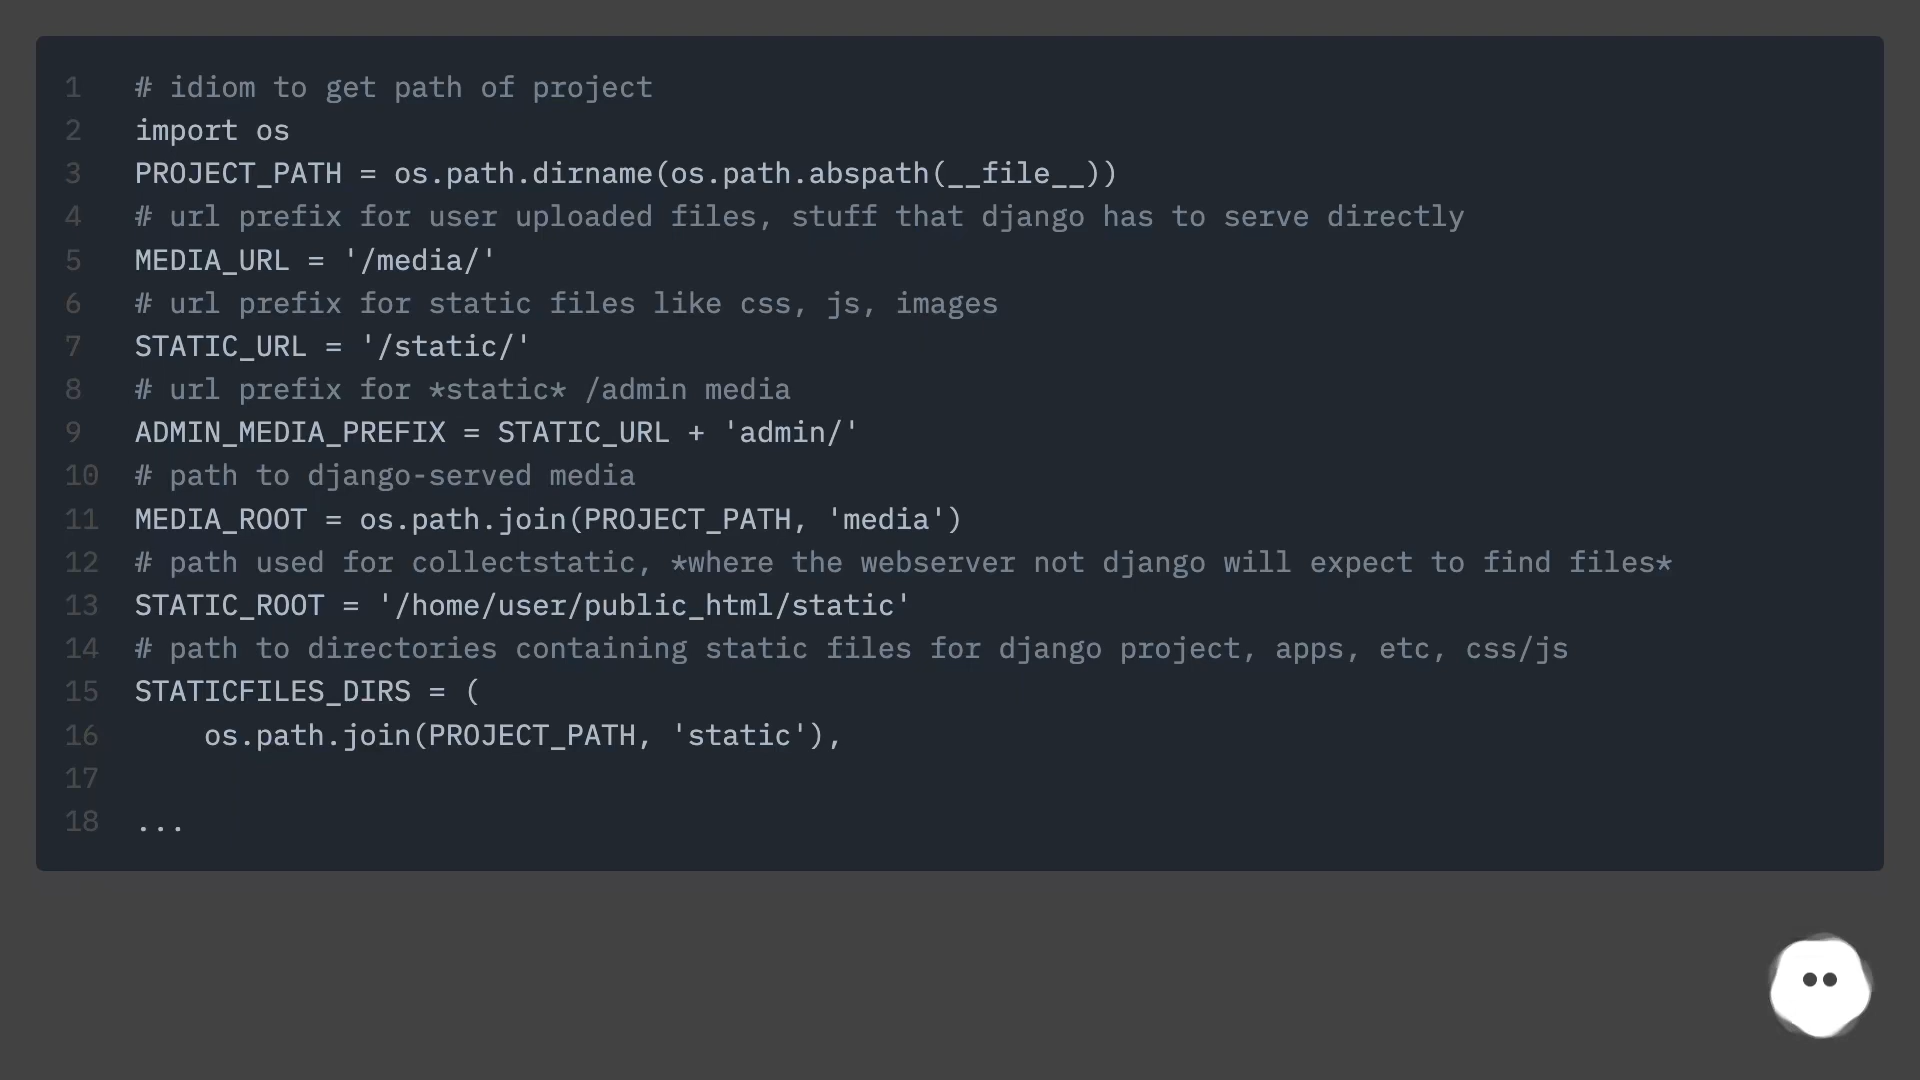 1 # idiom to get path of project
2 import os
3 PROJECT_PATH = os.path.dirname(os.path.abspath(__file__))
4 # url prefix for user uploaded files, stuff that django has to serve directly
5 MEDIA_URL = '/media/'
6 # url prefix for static files like css, js, images
7 STATIC_URL = '/static/'
8 # url prefix for *static* /admin media
9 ADMIN_MEDIA_PREFIX = STATIC_URL + 'admin/'
10 # path to django-served media
11 MEDIA_ROOT = os.path.join(PROJECT_PATH, 'media')
12 # path used for collectstatic, *where the webserver not django will expect to find files*
13 STATIC_ROOT = '/home/user/public_html/static'
14 # path to directories containing static files for django project, apps, etc, css/js
15 STATICFILES_DIRS = (
16     os.path.join(PROJECT_PATH, 'static'),
17
18 ...